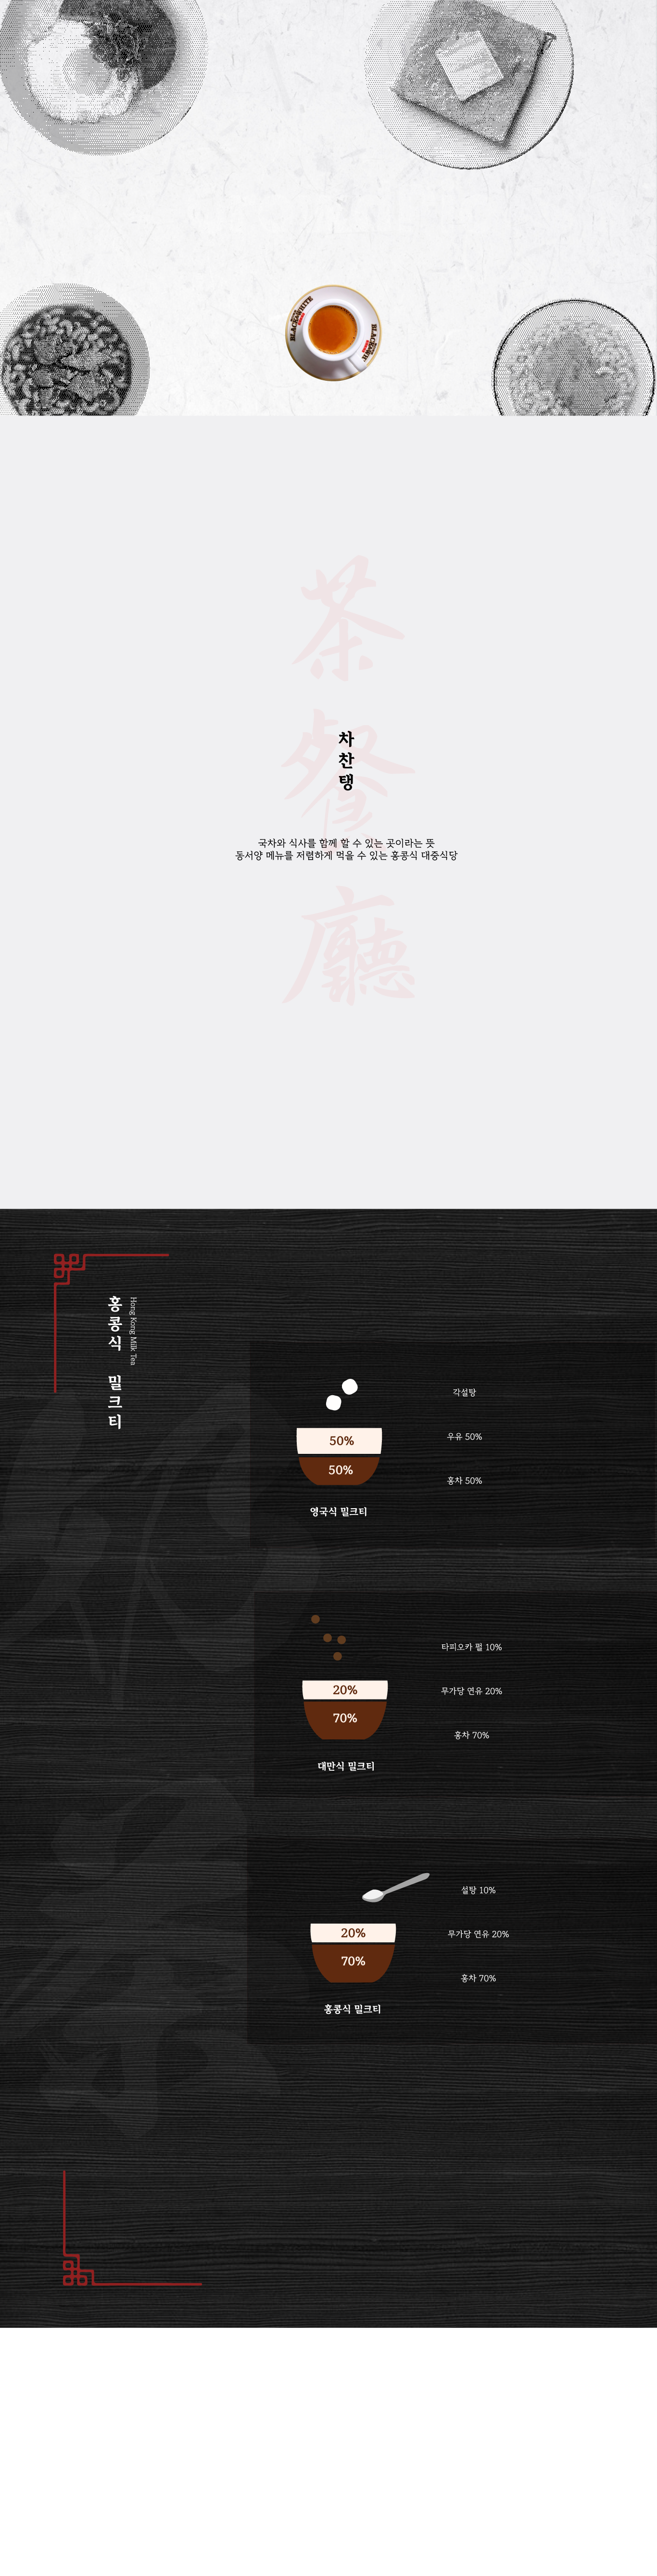 BLACK&WHITE
BLACK&WHITE
茶
餐
廳
차찬탱
국차와 식사를 함께 할 수 있는 곳이라는 뜻
동서양 메뉴를 저렴하게 먹을 수 있는 홍콩식 대중식당
홍콩식 밀크티
Hong Kong Milk Tea
각설탕
50%
우유 50%
50%
홍차 50%
영국식 밀크티
타피오카 펄 10%
20%
무가당 연유 20%
70%
홍차 70%
대만식 밀크티
설탕 10%
20%
무가당 연유 20%
70%
홍차 70%
홍콩식 밀크티
奶
茶